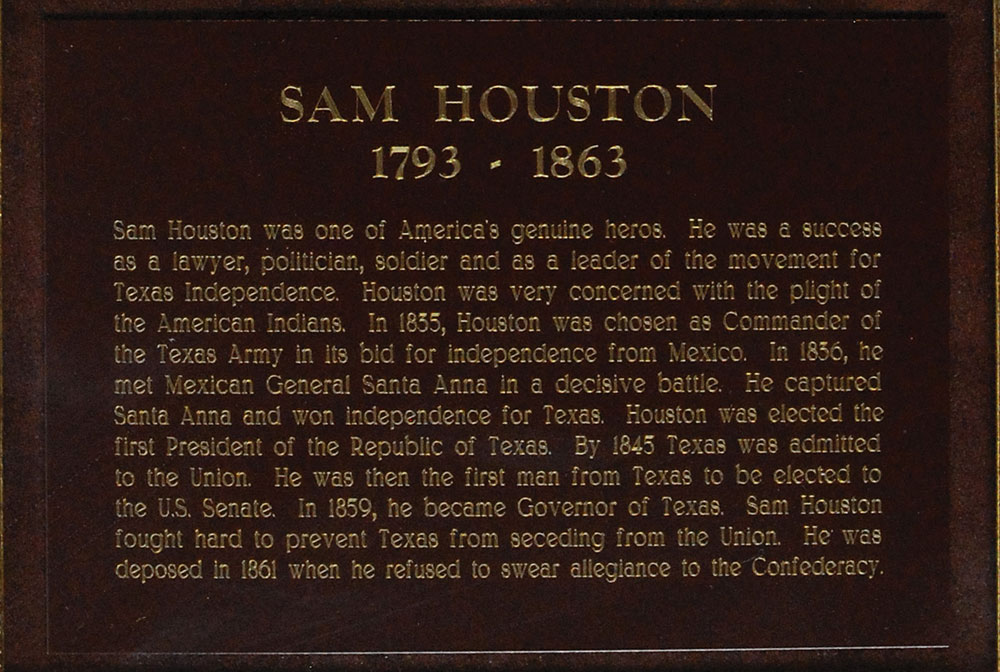 SAM HOUSTON
1793 - 1863
Sam Houston was one of America's genuine heros. He was a success
as a lawyer, politician, soldier and as a leader of the movement for
Texas Independence. Houston was very concerned with the plight of
the American Indians. In 1835, Houston was chosen as Commander of
the Texas Army in its bid for independence from Mexico. In 1836, he
met Mexican General Santa Anna in a decisive battle. He captured
Santa Anna and won independence for Texas. Houston was elected the
first President of the Republic of Texas. By 1845 Texas was admitted
to the Union. He was then the first man from Texas to be elected to
the U.S. Senate. In 1859, he became Governor of Texas. Sam Houston
fought hard to prevent Texas from seceding from the Union. He was
deposed in 1861 when he refused to swear allegiance to the Confederacy.